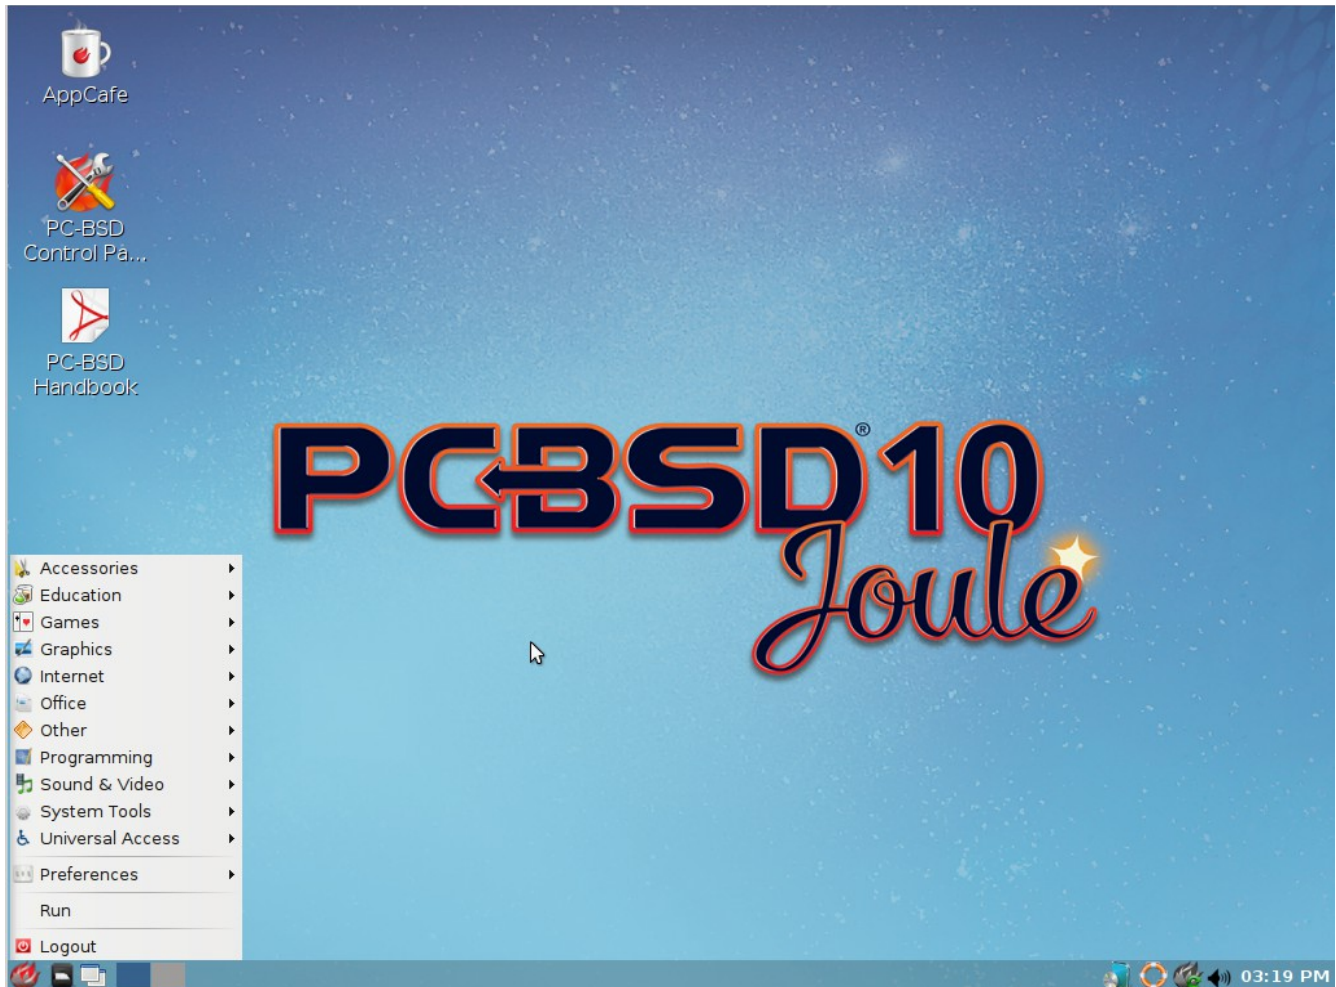 AppCafe
PC-BSD
Control Pa...
PC-BSD
Handbook
PCBSD®10
Joule
Accessories
Education
Games
Graphics
Internet
Office
Other
Programming
Sound & Video
System Tools
Universal Access
Preferences
Run
Logout
03:19 PM